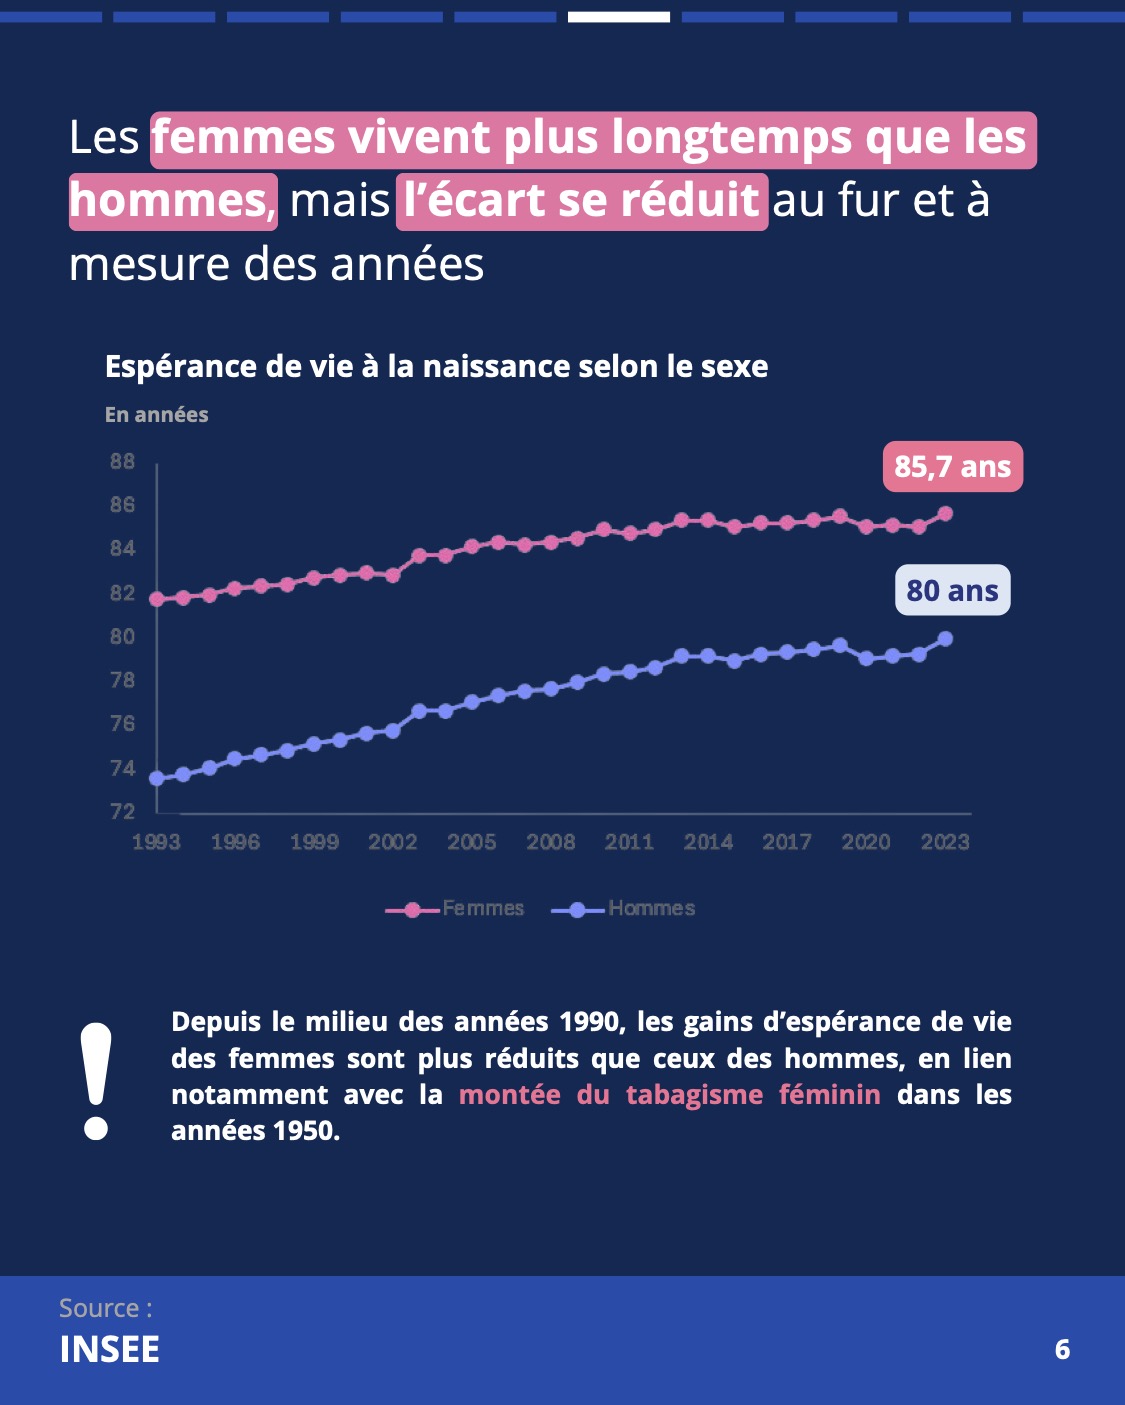 Les femmes vivent plus longtemps que les
hommes, mais l’écart se réduit au fur et à
mesure des années
Espérance de vie à la naissance selon le sexe
En années
88
86
84
82
80
78
76
74
72
85,7 ans
80 ans
1993 1996 1999 2002 2005 2008 2011 2014 2017 2020 2023
Femmes Hommes
Depuis le milieu des années 1990, les gains d’espérance de vie
des femmes sont plus réduits que ceux des hommes, en lien
notamment avec la montée du tabagisme féminin dans les
années 1950.
!
Source :
INSEE
6